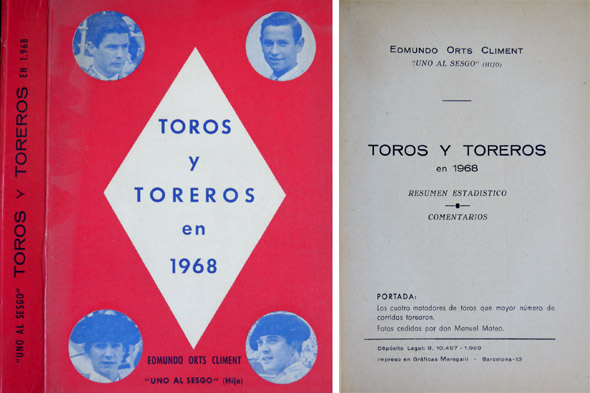 "UNO AL SESGO" TOROS Y TOREROS EN 1.968
TOROS
y
TOREROS
en
1968
EDMUNDO ORTS CLIMENT
"UNO AL SESGO" (Hijo)
EDMUNDO ORTS CLIMENT
"UNO AL SESGO" (HIJO)
TOROS Y TOREROS
en 1968
RESUMEN ESTADISTICO
COMENTARIOS
PORTADA:
Los cuatro matadores de toros que mayor número de
corridas torearon.
Fotos cedidas por don Manuel Mateo.
Depósito Legal: B. 10.457 - 1.969
Impreso en Gráficas Meregalli - Barcelona-13